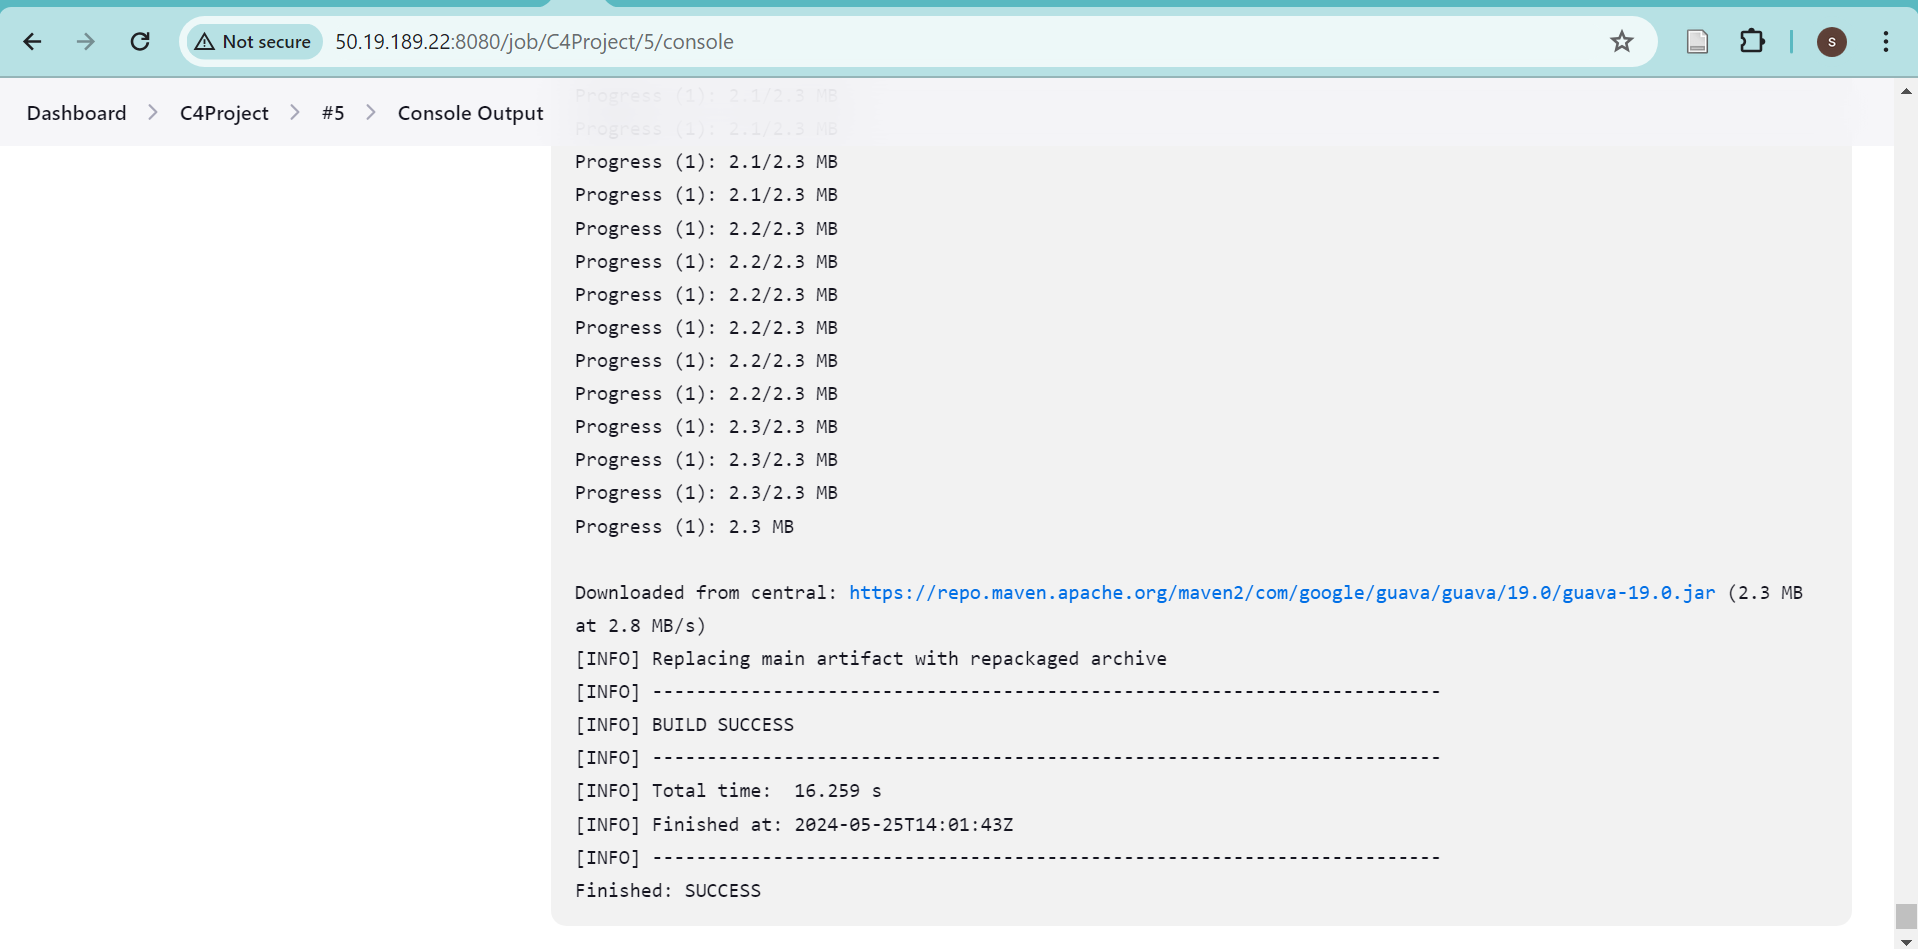 Not secure 50.19.189.22:8080/job/C4Project/5/console s
Dashboard > C4Project > #5 > Console Output
Progress (1): 2.1/2.3 MB
Progress (1): 2.1/2.3 MB
Progress (1): 2.1/2.3 MB
Progress (1): 2.1/2.3 MB
Progress (1): 2.2/2.3 MB
Progress (1): 2.2/2.3 MB
Progress (1): 2.2/2.3 MB
Progress (1): 2.2/2.3 MB
Progress (1): 2.2/2.3 MB
Progress (1): 2.2/2.3 MB
Progress (1): 2.3/2.3 MB
Progress (1): 2.3/2.3 MB
Progress (1): 2.3/2.3 MB
Progress (1): 2.3 MB
Downloaded from central: https://repo.maven.apache.org/maven2/com/google/guava/guava/19.0/guava-19.0.jar (2.3 MB
at 2.8 MB/s)
[INFO] Replacing main artifact with repackaged archive
[INFO] ------------------------------------------------------------------------
[INFO] BUILD SUCCESS
[INFO] ------------------------------------------------------------------------
[INFO] Total time:  16.259 s
[INFO] Finished at: 2024-05-25T14:01:43Z
[INFO] ------------------------------------------------------------------------
Finished: SUCCESS